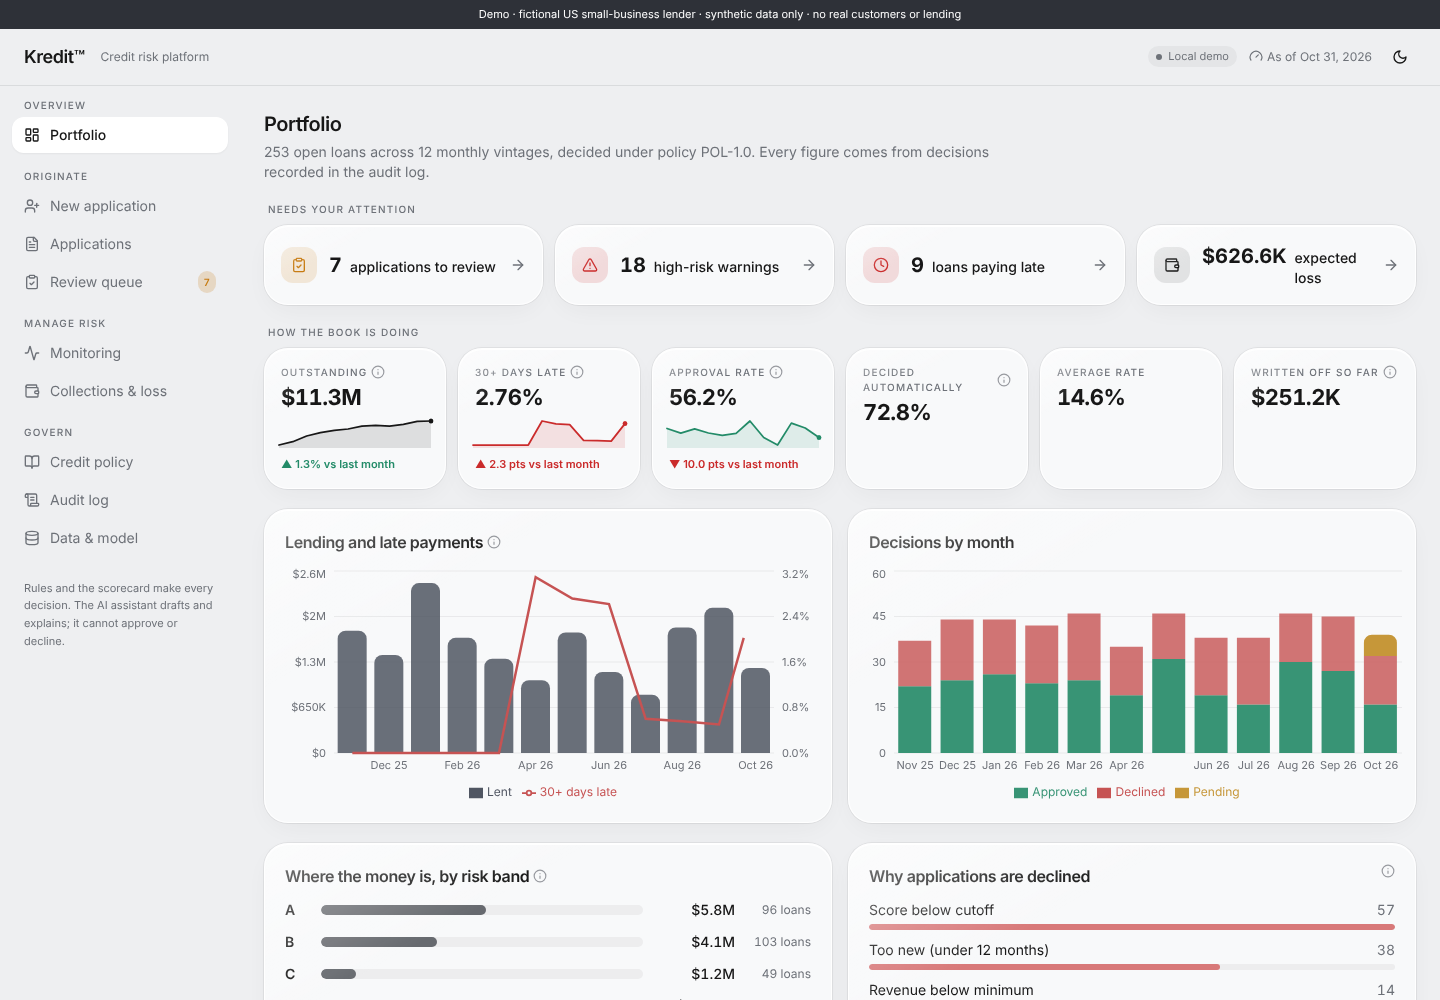 Demo · fictional US small-business lender · synthetic data only · no real customers or lending
Kredit™ Credit risk platform
Local demo As of Oct 31, 2026
OVERVIEW
Portfolio
ORIGINATE
New application
Applications
Review queue 7
MANAGE RISK
Monitoring
Collections & loss
GOVERN
Credit policy
Audit log
Data & model
Rules and the scorecard make every
decision. The AI assistant drafts and
explains; it cannot approve or
decline.
Portfolio
253 open loans across 12 monthly vintages, decided under policy POL-1.0. Every figure comes from decisions
recorded in the audit log.
NEEDS YOUR ATTENTION
7 applications to review
18 high-risk warnings
9 loans paying late
$626.6K expected
loss
HOW THE BOOK IS DOING
OUTSTANDING
$11.3M
▲ 1.3% vs last month
30+ DAYS LATE
2.76%
▲ 2.3 pts vs last month
APPROVAL RATE
56.2%
▼ 10.0 pts vs last month
DECIDED
AUTOMATICALLY
72.8%
AVERAGE RATE
14.6%
WRITTEN OFF SO FAR
$251.2K
Lending and late payments
$2.6M 3.2%
$2M 2.4%
$1.3M 1.6%
$650K 0.8%
$0 0.0%
Dec 25 Feb 26 Apr 26 Jun 26 Aug 26 Oct 26
Lent 30+ days late
Decisions by month
60
45
30
15
0
Nov 25 Dec 25 Jan 26 Feb 26 Mar 26 Apr 26 Jun 26 Jul 26 Aug 26 Sep 26 Oct 26
Approved Declined Pending
Where the money is, by risk band
A $5.8M 96 loans
B $4.1M 103 loans
C $1.2M 49 loans
Why applications are declined
Score below cutoff 57
Too new (under 12 months) 38
Revenue below minimum 14